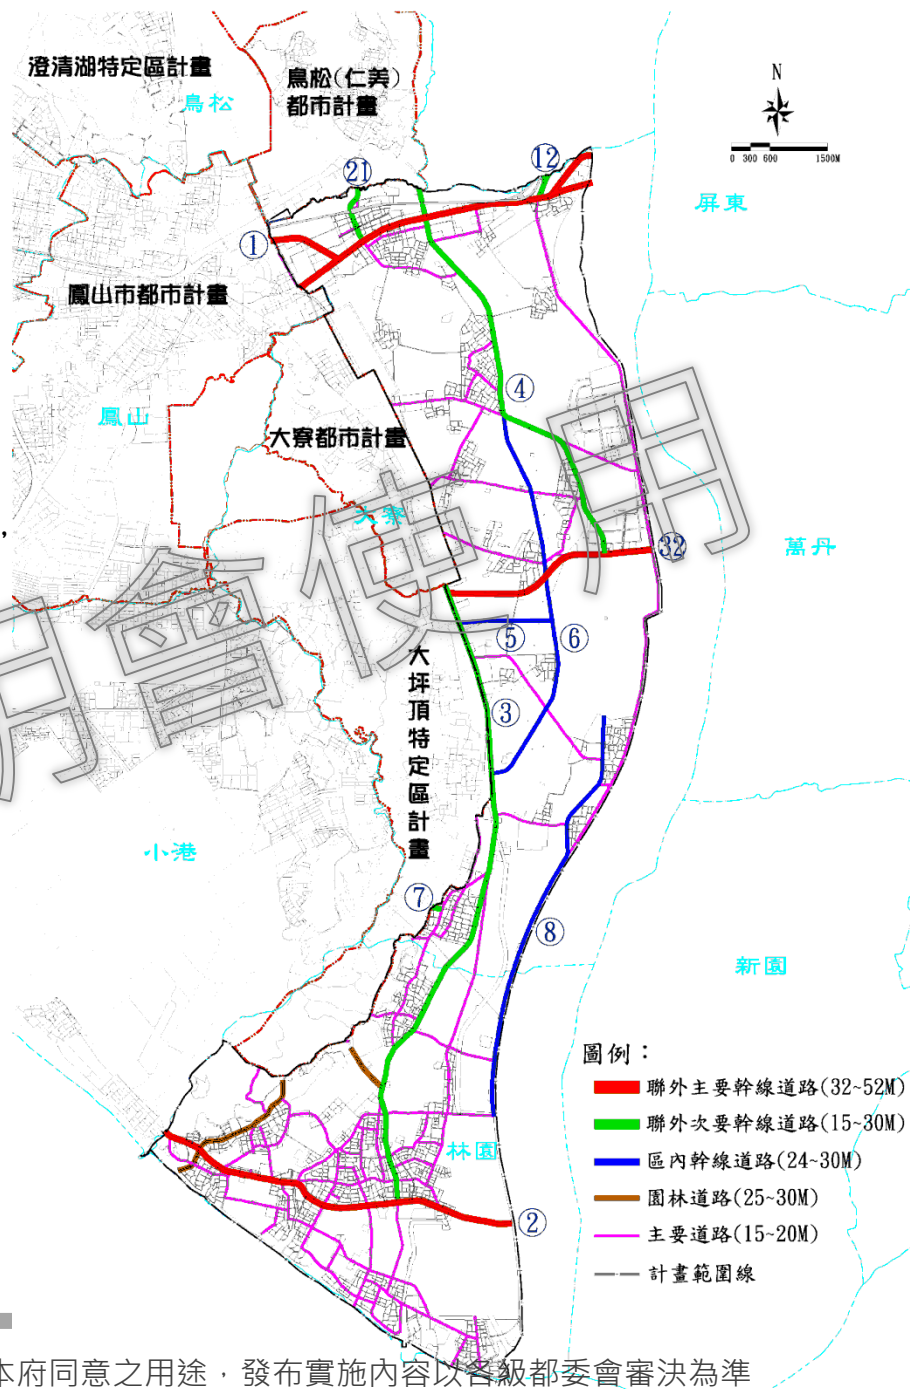 澄清湖特定區計畫
鳥松(仁美)
都市計畫
鳥松
N
0 300 600 1500M
21
12
屏東
1
鳳山市都市計畫
4
鳳山
大寮都市計畫
大寮
,
32
萬丹
明會使用
5
6
大坪頂特定區計畫
3
小港
7
8
新園
圖例：
聯外主要幹線道路(32~52M)
聯外次要幹線道路(15~30M)
區內幹線道路(24~30M)
園林道路(25~30M)
主要道路(15~20M)
計畫範圍線
林園
2
本府同意之用途，發布實施內容以各級都委會審決為準